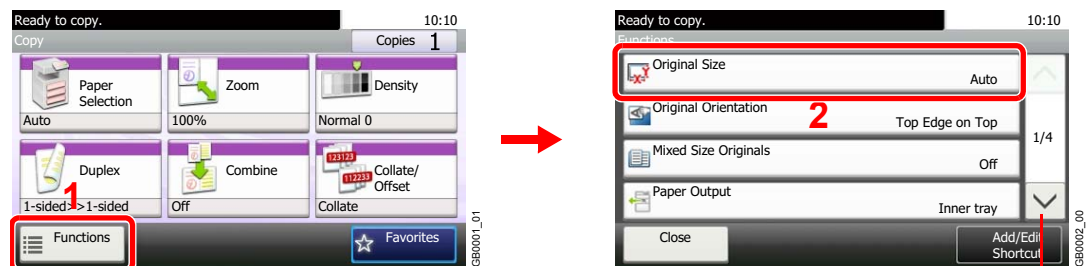 Ready to copy.
10:10
Copy
Copies 1
Paper
Selection
Auto
Zoom
100%
Density
Normal 0
Duplex
1-sided>>1-sided
Combine
Off
Collate/
Offset
Collate
123123
112233
1
Functions
Favorites
GB0001_01
Ready to copy.
10:10
Functions
Original Size
Auto
Original Orientation
Top Edge on Top
2
1/4
Mixed Size Originals
Off
Paper Output
Inner tray
Close
Add/Edit
Shortcut
GB0002_00